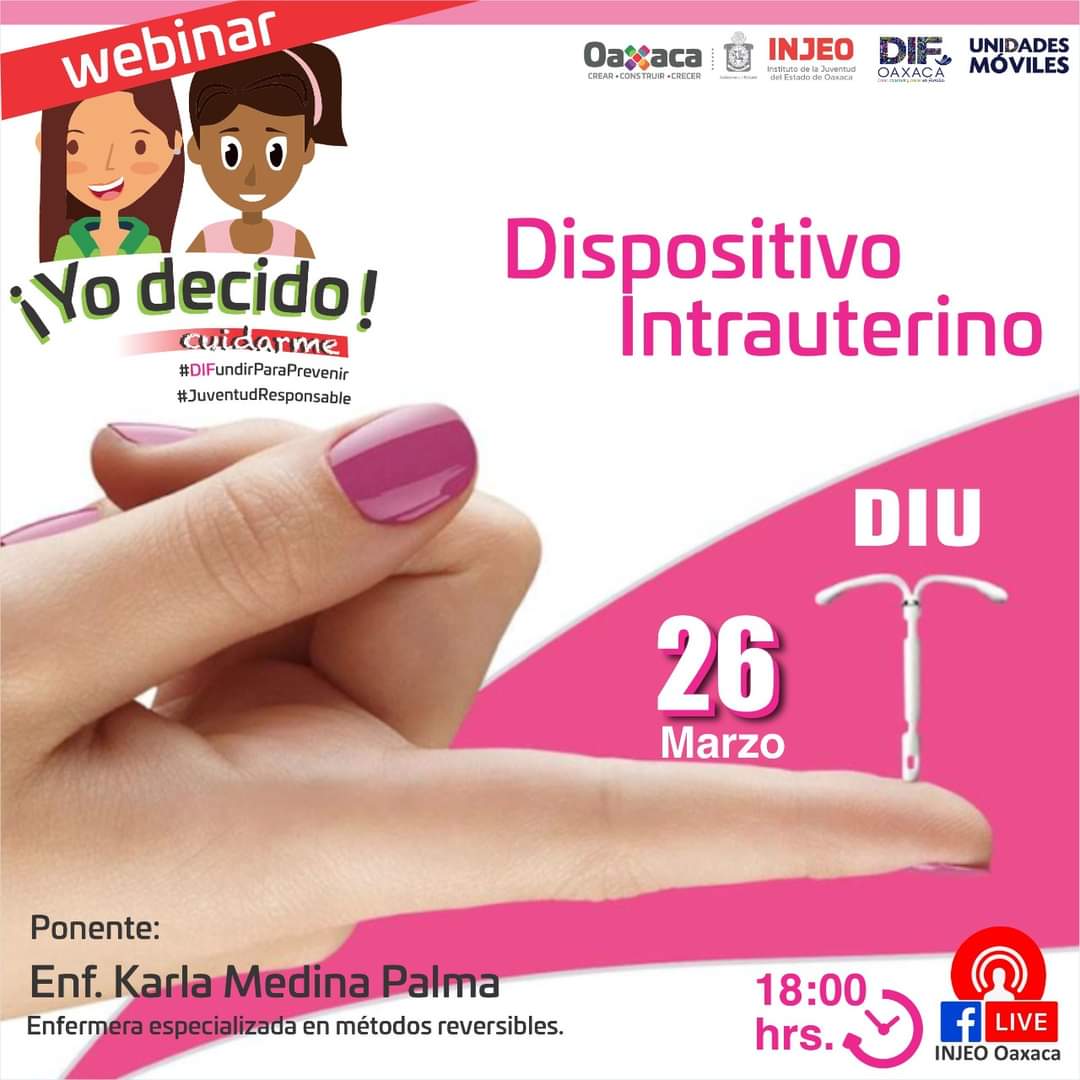 webinar
Oaxaca
CREAR • CONSTRUIR • CRECER
INJEO
Instituto de la Juventud
del Estado de Oaxaca
DIF
OAXACA
UNIDADES
MÓVILES
¡Yo decido!
cuidarme
#DIFundirParaPrevenir
#JuventudResponsable
Dispositivo
Intrauterino
DIU
26
Marzo
Ponente:
Enf. Karla Medina Palma
Enfermera especializada en métodos reversibles.
18:00
hrs.
f LIVE
INJEO Oaxaca